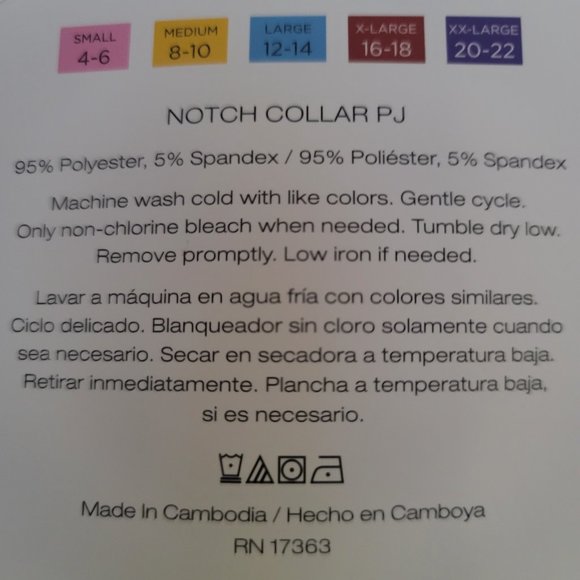 SMALL 4-6
MEDIUM 8-10
LARGE 12-14
X-LARGE 16-18
XX-LARGE 20-22
NOTCH COLLAR PJ
95% Polyester, 5% Spandex / 95% Poliéster, 5% Spandex
Machine wash cold with like colors. Gentle cycle.
Only non-chlorine bleach when needed. Tumble dry low.
Remove promptly. Low iron if needed.
Lavar a máquina en agua fría con colores similares.
Ciclo delicado. Blanqueador sin cloro solamente cuando
sea necesario. Secar en secadora a temperatura baja.
Retirar inmediatamente. Plancha a temperatura baja,
si es necesario.
Made In Cambodia / Hecho en Camboya
RN 17363